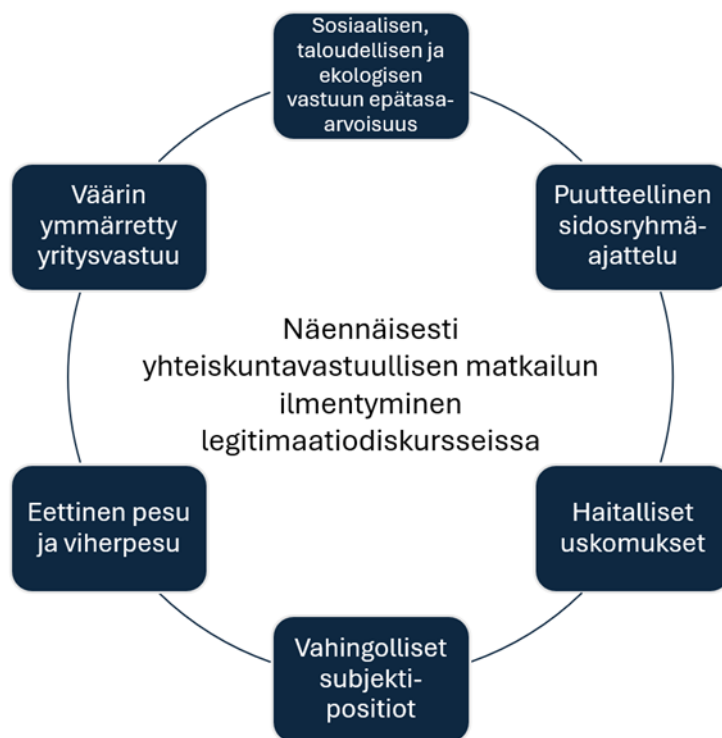 Sosiaalisen,
taloudellisen ja
ekologisen
vastuun epätasa-
arvoisuus
Väärin
ymmärretty
yritysvastuu
Puutteellinen
sidosryhmä-
ajattelu
Näennäisesti
yhteiskuntavastuullisen matkailun
ilmentyminen
legitimaatiodiskursseissa
Eettinen pesu
ja viherpesu
Haitalliset
uskomukset
Vahingolliset
subjekti-
positiot